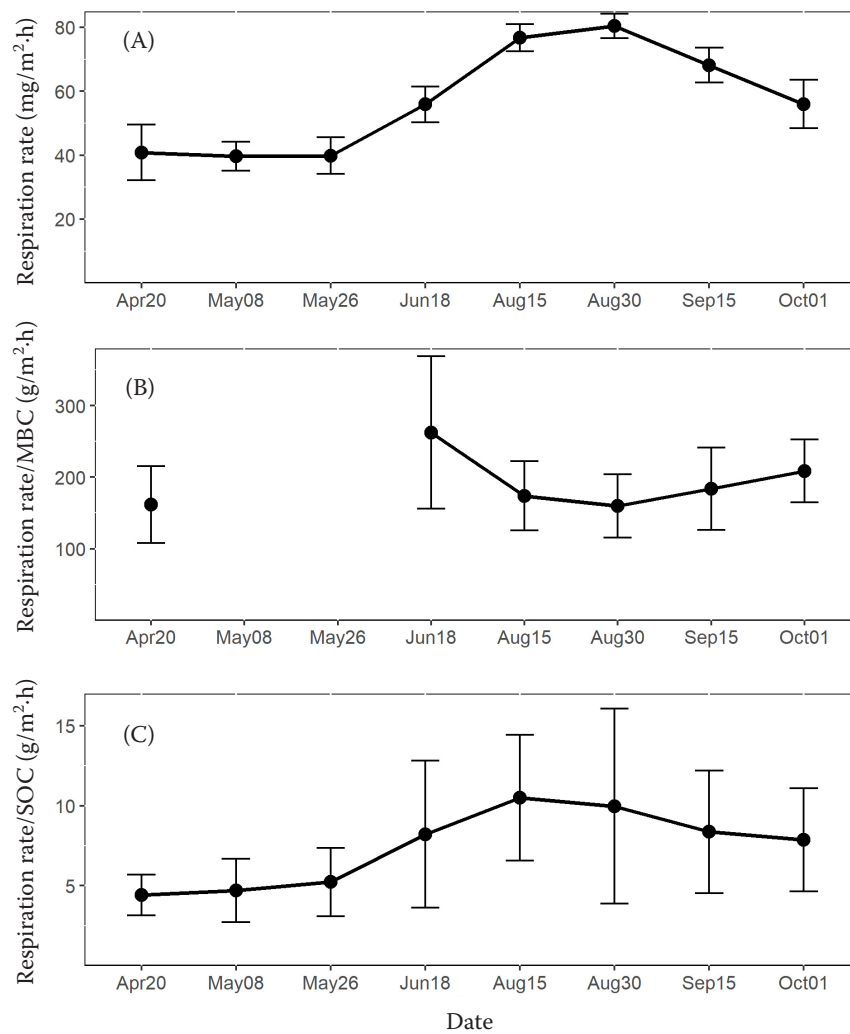 (A)
Respiration rate (mg/m²·h)
80
60
40
20
Apr20 May08 May26 Jun18 Aug15 Aug30 Sep15 Oct01
(B)
Respiration rate/MBC (g/m²·h)
300
200
100
Apr20 May08 May26 Jun18 Aug15 Aug30 Sep15 Oct01
(C)
Respiration rate/SOC (g/m²·h)
15
10
5
Apr20 May08 May26 Jun18 Aug15 Aug30 Sep15 Oct01
Date